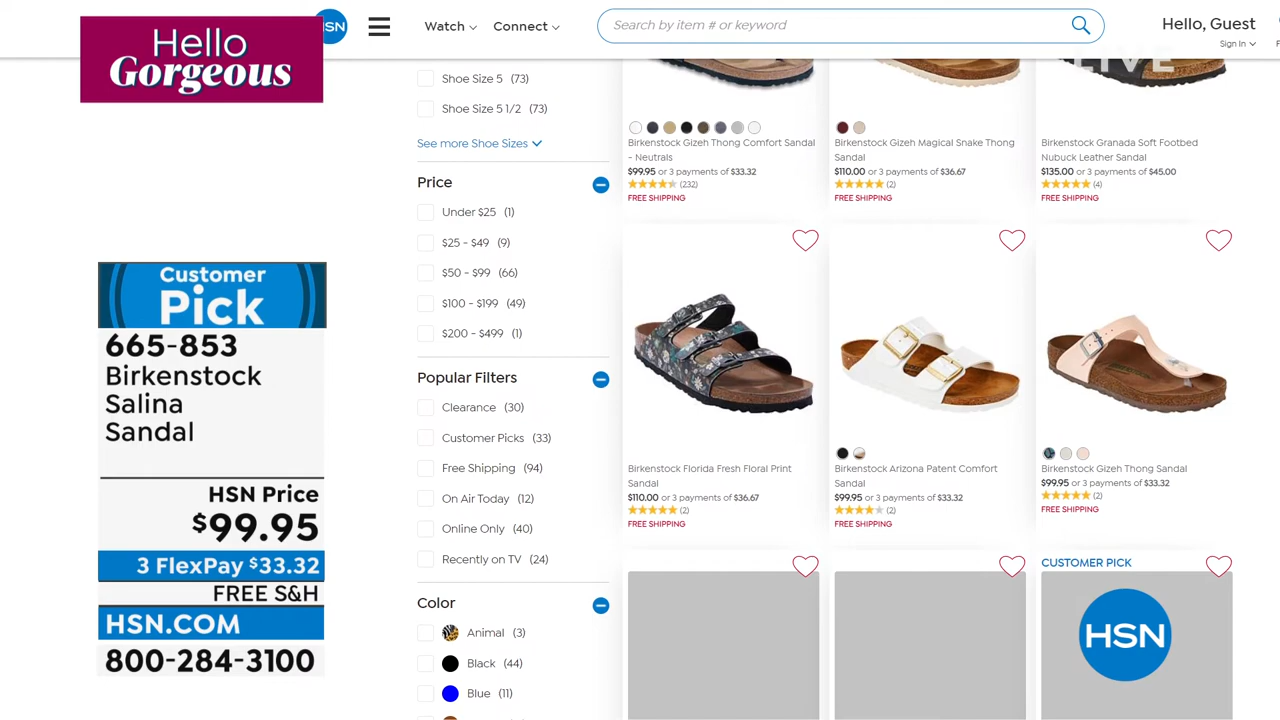 Hello
Gorgeous
HSN
Watch
Connect
Search by item # or keyword
Hello, Guest
Sign In
LIVE
Customer
Pick
665-853
Birkenstock
Salina
Sandal
HSN Price
$99.95
3 FlexPay $33.32
FREE S&H
HSN.COM
800-284-3100
Shoe Size 5 (73)
Shoe Size 5 1/2 (73)
See more Shoe Sizes
Price
Under $25 (1)
$25 - $49 (9)
$50 - $99 (66)
$100 - $199 (49)
$200 - $499 (1)
Popular Filters
Clearance (30)
Customer Picks (33)
Free Shipping (94)
On Air Today (12)
Online Only (40)
Recently on TV (24)
Color
Animal (3)
Black (44)
Blue (11)
Birkenstock Gizeh Thong Comfort Sandal
- Neutrals
$99.95 or 3 payments of $33.32
(232)
FREE SHIPPING
Birkenstock Gizeh Magical Snake Thong
Sandal
$110.00 or 3 payments of $36.67
(2)
FREE SHIPPING
Birkenstock Granada Soft Footbed
Nubuck Leather Sandal
$135.00 or 3 payments of $45.00
(4)
FREE SHIPPING
Birkenstock Florida Fresh Floral Print
Sandal
$110.00 or 3 payments of $36.67
(2)
FREE SHIPPING
Birkenstock Arizona Patent Comfort
Sandal
$99.95 or 3 payments of $33.32
(2)
FREE SHIPPING
Birkenstock Gizeh Thong Sandal
$99.95 or 3 payments of $33.32
(2)
FREE SHIPPING
CUSTOMER PICK
HSN